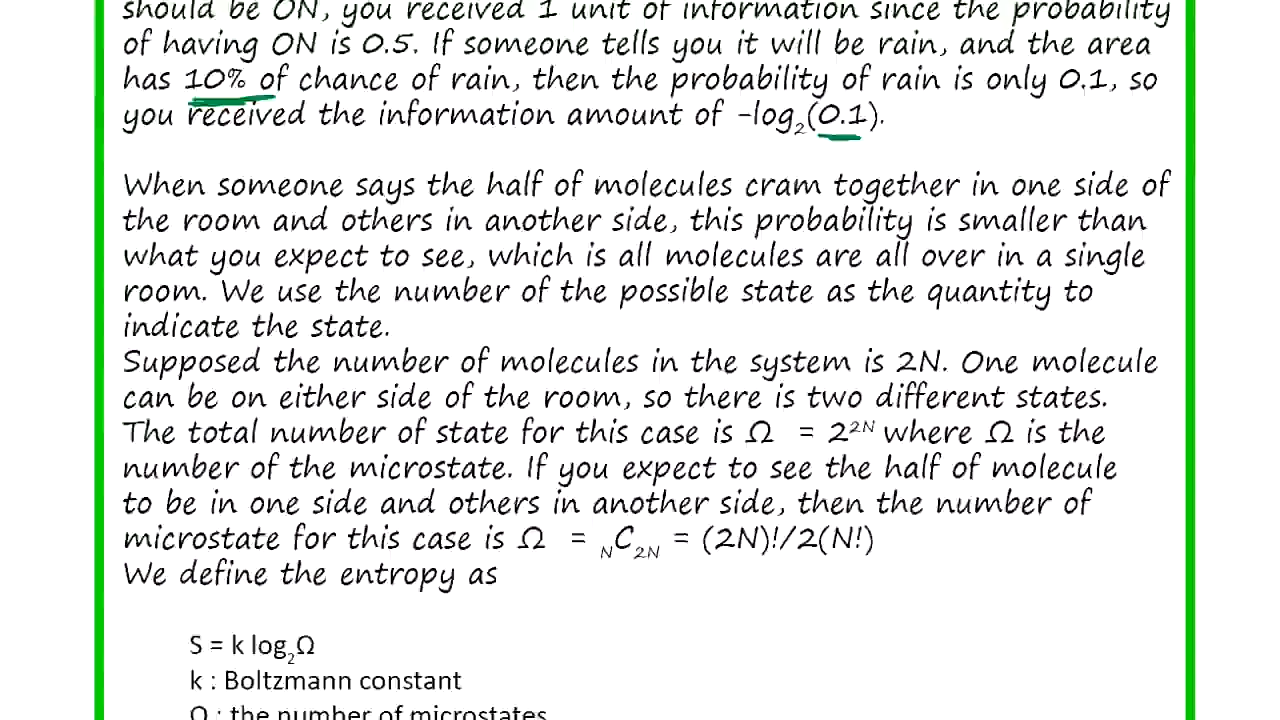 should be ON, you received 1 unit of information since the probability
of having ON is 0.5. If someone tells you it will be rain, and the area
has 10% of chance of rain, then the probability of rain is only 0.1, so
you received the information amount of -log₂(0.1).
When someone says the half of molecules cram together in one side of
the room and others in another side, this probability is smaller than
what you expect to see, which is all molecules are all over in a single
room. We use the number of the possible state as the quantity to
indicate the state.
Supposed the number of molecules in the system is 2N. One molecule
can be on either side of the room, so there is two different states.
The total number of state for this case is Ω = 2²ᴺ where Ω is the
number of the microstate. If you expect to see the half of molecule
to be in one side and others in another side, then the number of
microstate for this case is Ω = NC2N = (2N)!/2(N!)
We define the entropy as
S = k log₂Ω
k : Boltzmann constant
Ω : the number of microstates